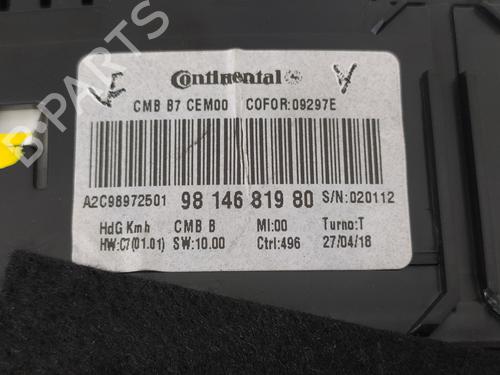 Continental
CMB B7 CEM00 COFOR:09297E
A2C98972501 98 146 819 80 S/N:020112
HdG Kmh CMB B MI:00 Turno:T
HW:C7(01.01) SW:10.00 Ctrl:496 27/04/18
B-PARTS